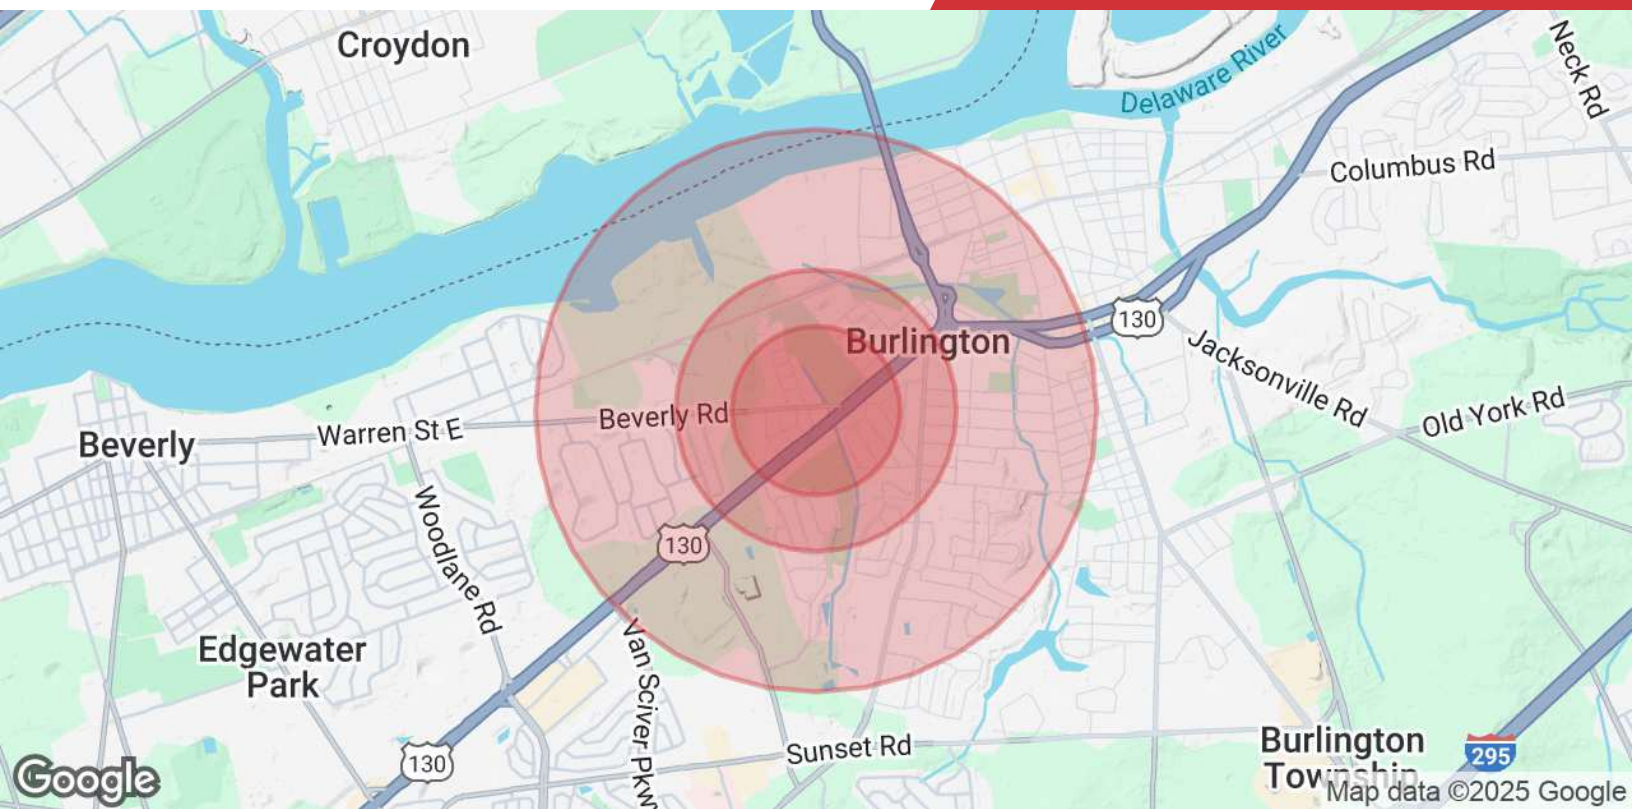 Croydon
Delaware River
Neck Rd
Columbus Rd
130
Burlington
Jacksonville Rd
Old York Rd
Beverly Rd
Warren St E
Beverly
Woodlane Rd
130
Edgewater
Park
Van Sciver Pkwy
Sunset Rd
Burlington
Township
295
130
Google
Map data ©2025 Google